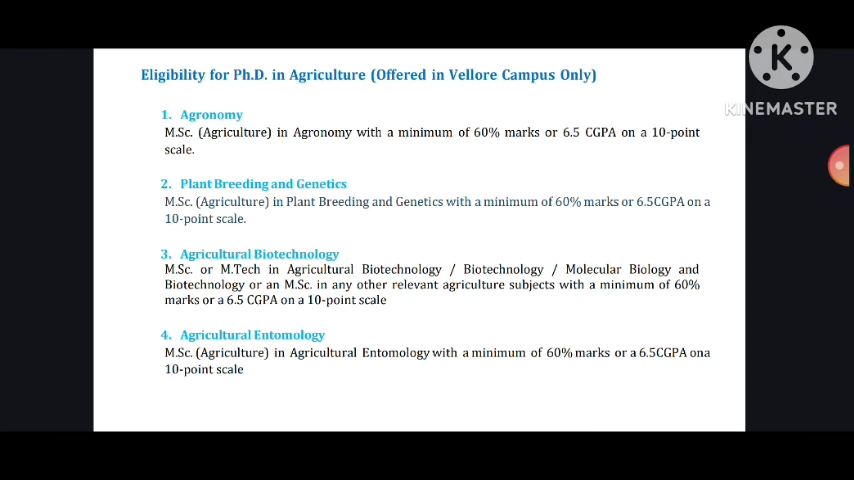 Eligibility for Ph.D. in Agriculture (Offered in Vellore Campus Only)
K
KINEMASTER
1. Agronomy
M.Sc. (Agriculture) in Agronomy with a minimum of 60% marks or 6.5 CGPA on a 10-point
scale.
2. Plant Breeding and Genetics
M.Sc. (Agriculture) in Plant Breeding and Genetics with a minimum of 60% marks or 6.5CGPA on a
10-point scale.
3. Agricultural Biotechnology
M.Sc. or M.Tech in Agricultural Biotechnology / Biotechnology / Molecular Biology and
Biotechnology or an M.Sc. in any other relevant agriculture subjects with a minimum of 60%
marks or a 6.5 CGPA on a 10-point scale
4. Agricultural Entomology
M.Sc. (Agriculture) in Agricultural Entomology with a minimum of 60% marks or a 6.5CGPA ona
10-point scale